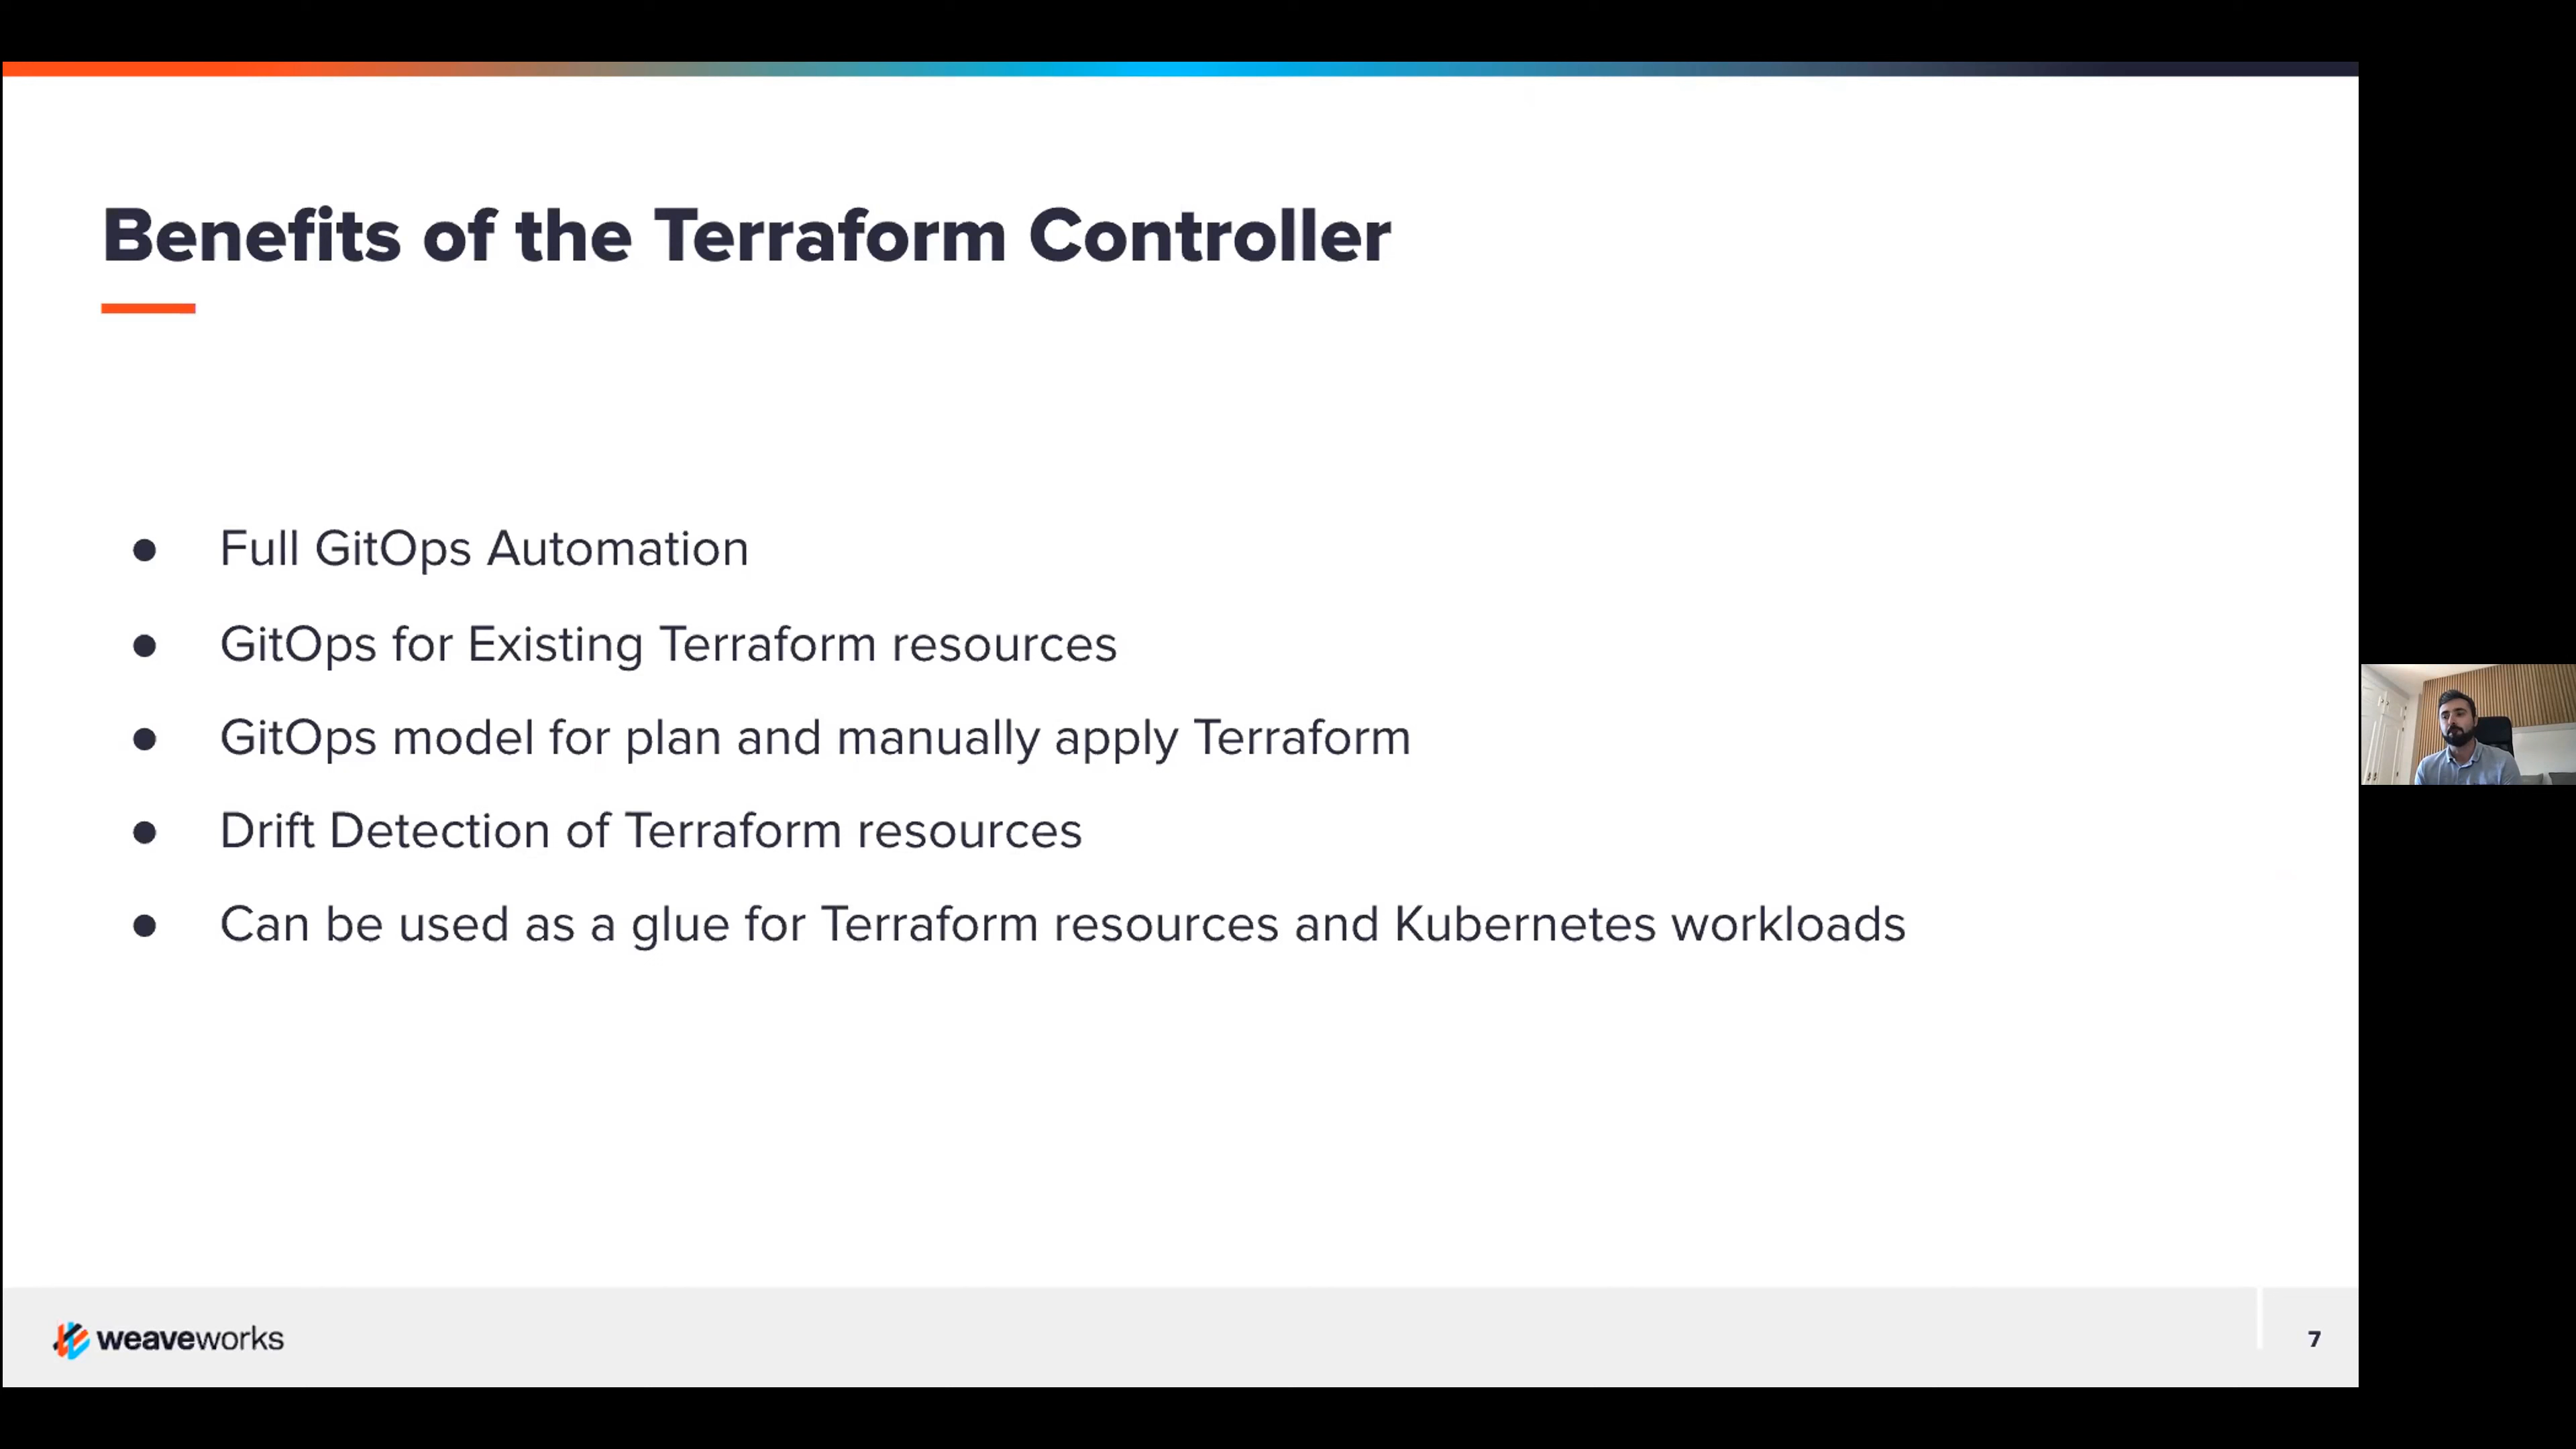 Benefits of the Terraform Controller
● Full GitOps Automation
● GitOps for Existing Terraform resources
● GitOps model for plan and manually apply Terraform
● Drift Detection of Terraform resources
● Can be used as a glue for Terraform resources and Kubernetes workloads
weaveworks
7